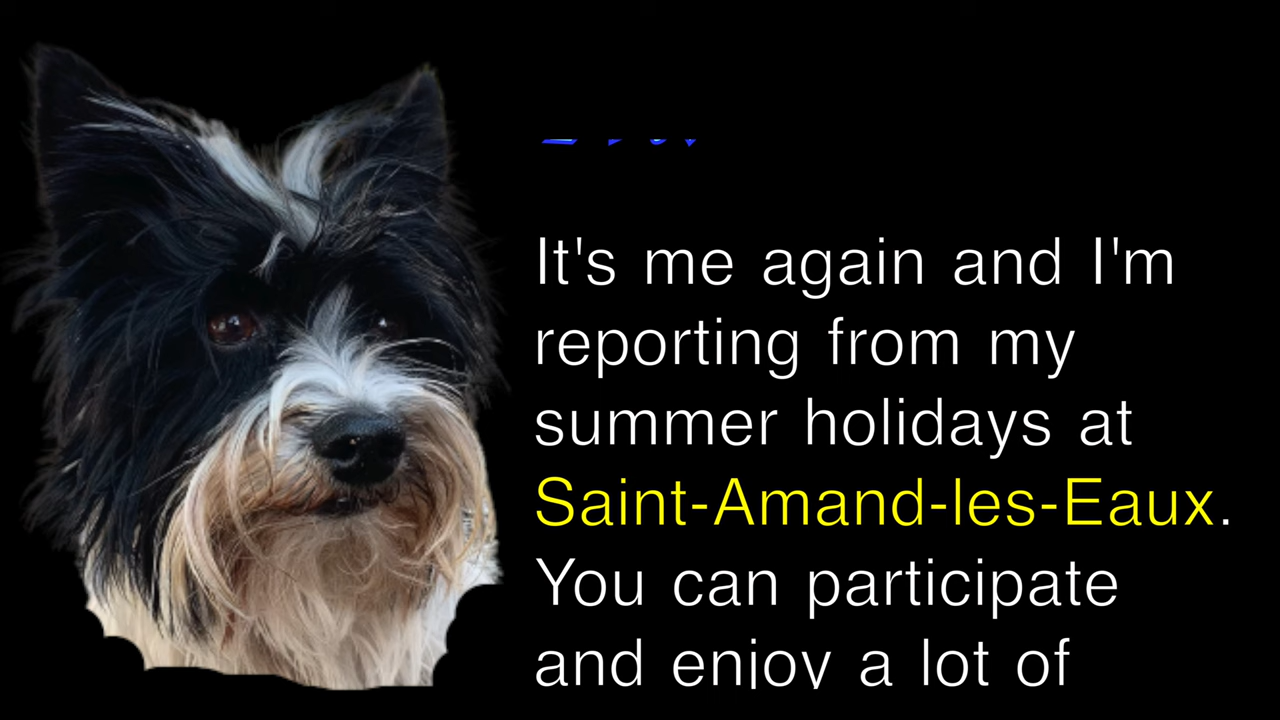 It's me again and I'm
reporting from my
summer holidays at
Saint-Amand-les-Eaux.
You can participate
and enjoy a lot of